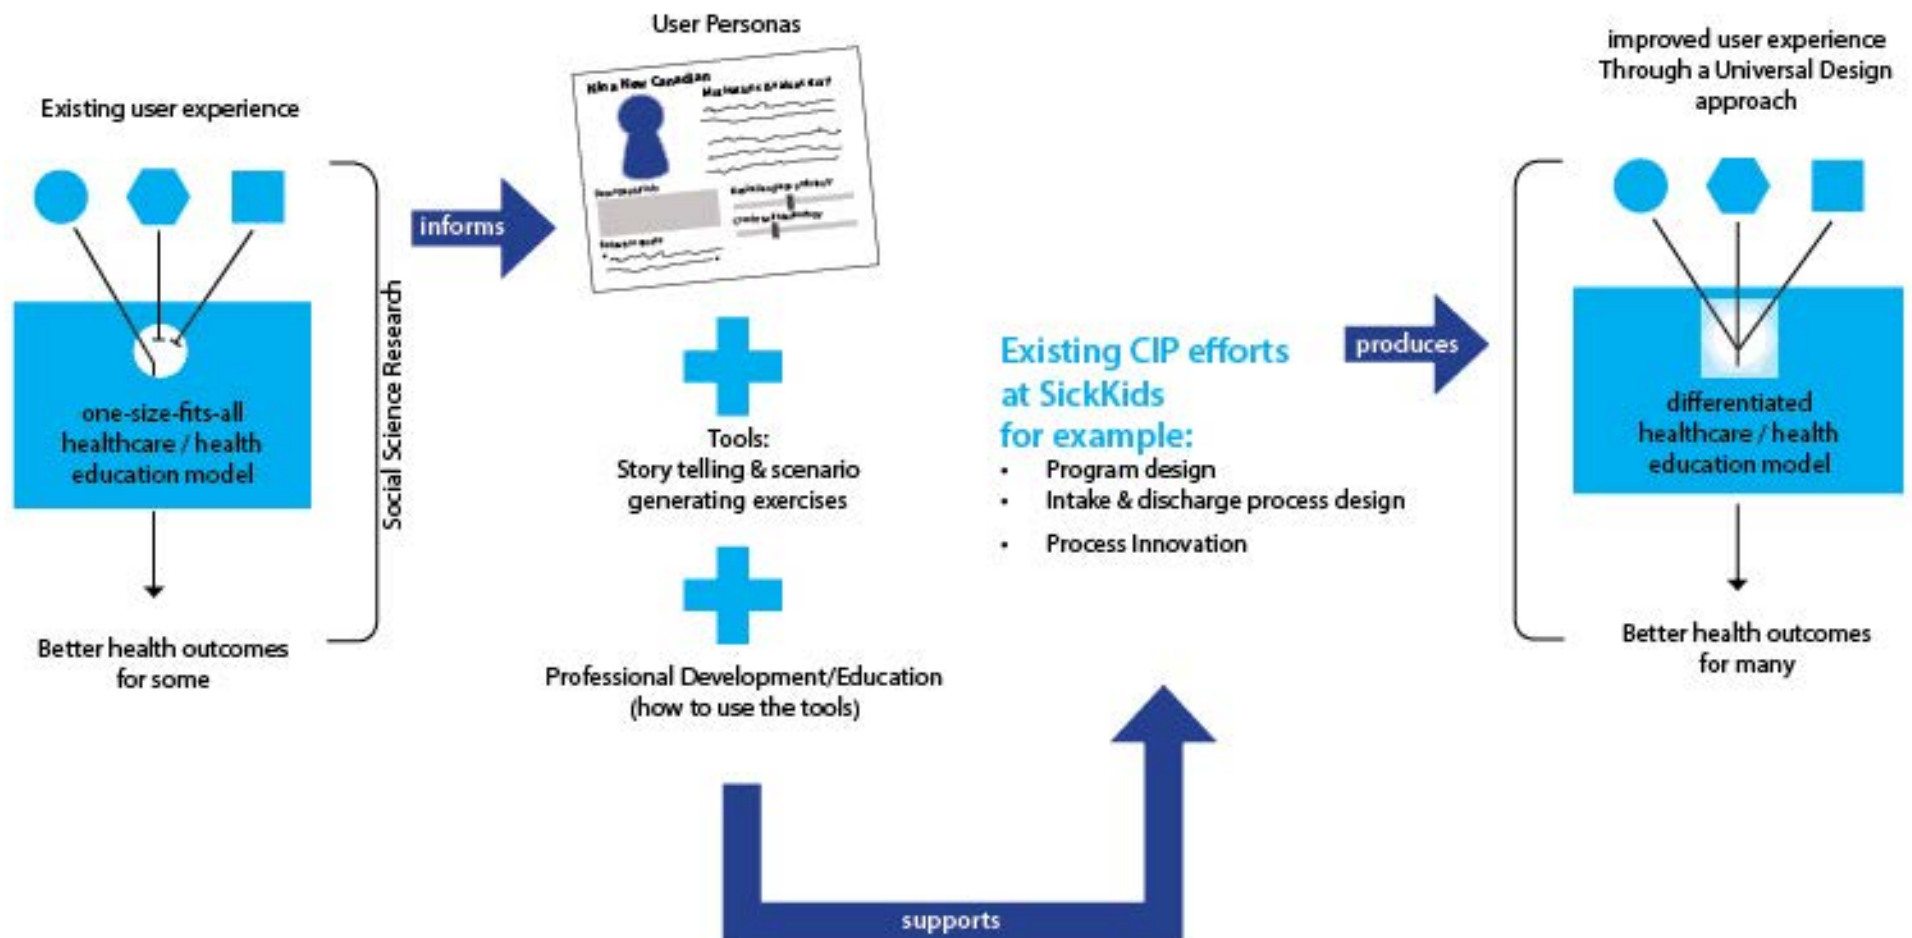 Existing user experience
one-size-fits-all
healthcare / health
education model
Better health outcomes
for some
Social Science Research
informs
User Personas
Nina New Canadian
Tools:
Story telling & scenario
generating exercises
Professional Development/Education
(how to use the tools)
supports
Existing CIP efforts
at SickKids
for example:
• Program design
• Intake & discharge process design
• Process Innovation
produces
improved user experience
Through a Universal Design
approach
differentiated
healthcare / health
education model
Better health outcomes
for many